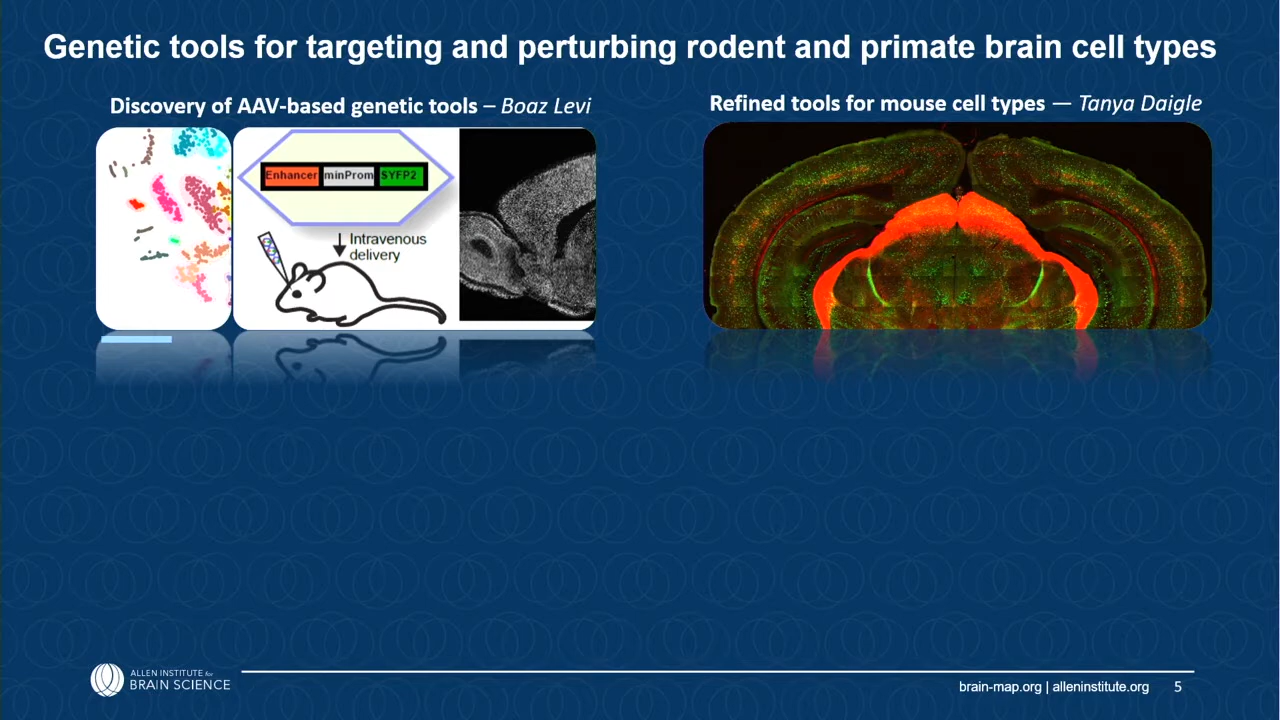 Genetic tools for targeting and perturbing rodent and primate brain cell types
Discovery of AAV-based genetic tools – Boaz Levi
Refined tools for mouse cell types — Tanya Daigle
Enhancer minProm SYFP2
Intravenous
delivery
ALLEN INSTITUTE for
BRAIN SCIENCE
brain-map.org | alleninstitute.org 5